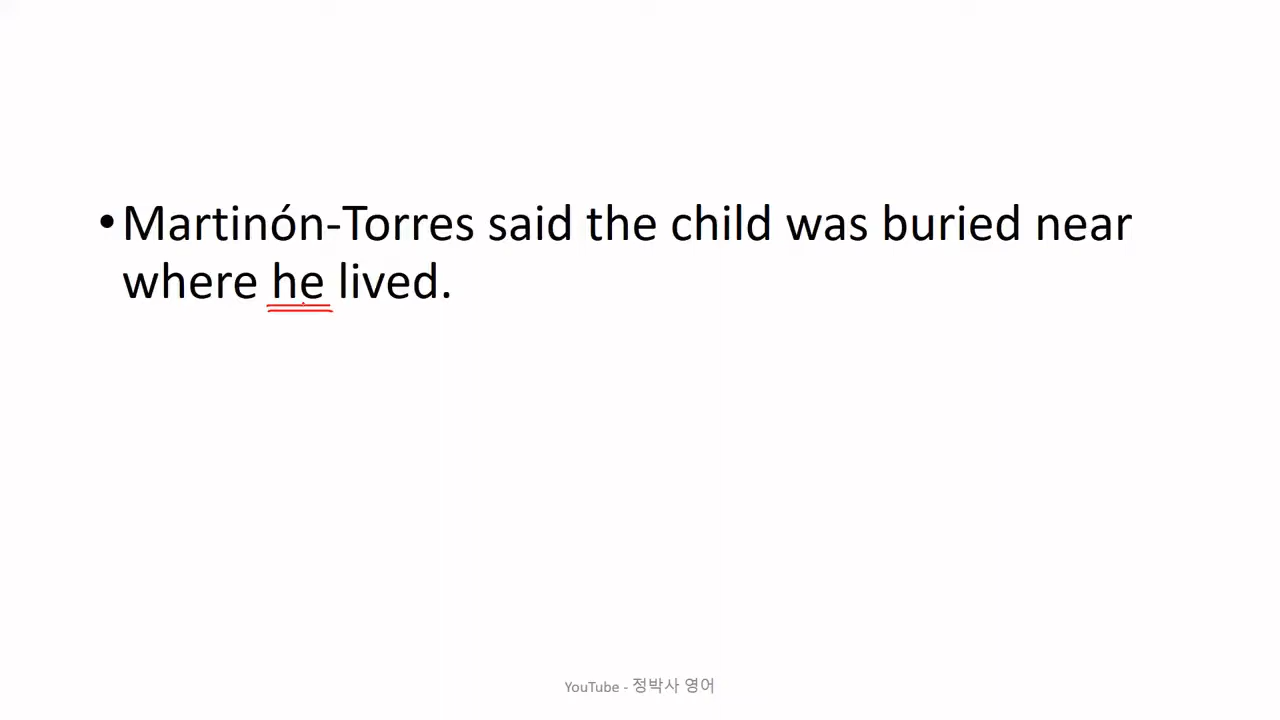 •Martinón-Torres said the child was buried near
where he lived.
YouTube - 정박사 영어